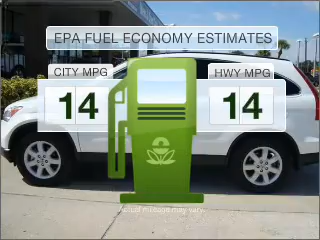 EPA FUEL ECONOMY ESTIMATES
CITY MPG
HWY MPG
14
14
Actual mileage may vary.